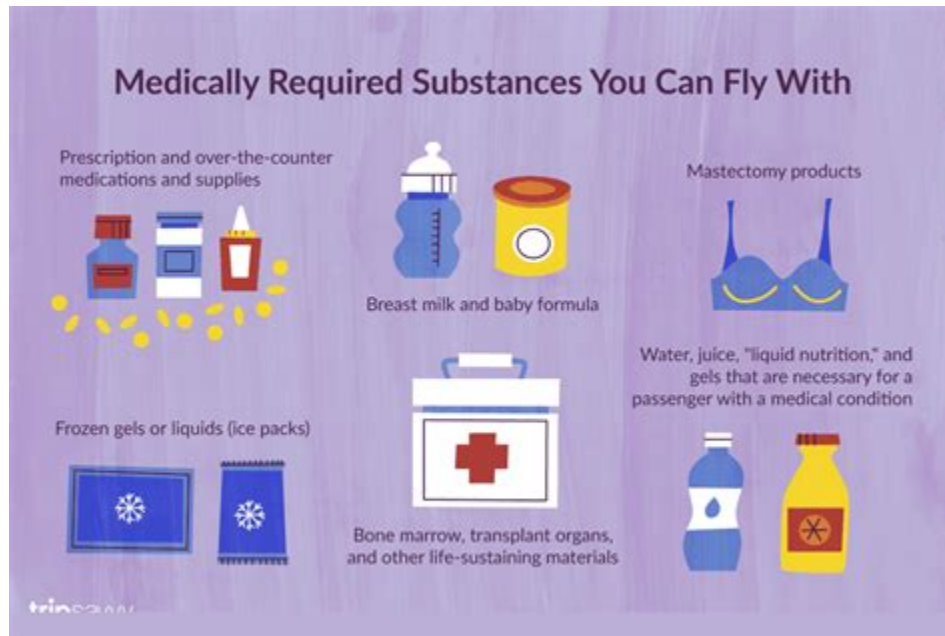 Medically Required Substances You Can Fly With
Prescription and over-the-counter
medications and supplies
Breast milk and baby formula
Mastectomy products
Water, juice, "liquid nutrition," and
gels that are necessary for a
passenger with a medical condition
Frozen gels or liquids (ice packs)
Bone marrow, transplant organs,
and other life-sustaining materials
tripsavvy